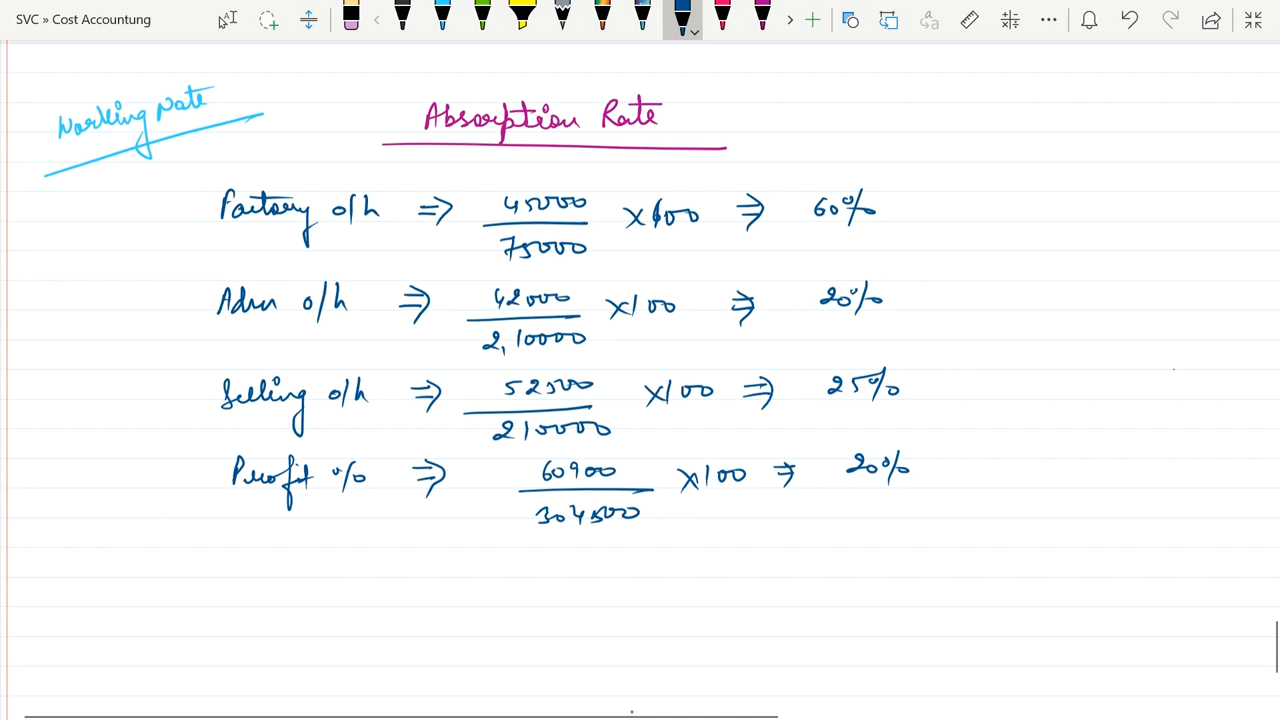 SVC » Cost Accountung
Working Note
Absorption Rate
Factory o/h ⇒ 45000/75000 ×100 ⇒ 60%
Adm o/h ⇒ 42000/2,10000 ×100 ⇒ 20%
Selling o/h ⇒ 52500/210000 ×100 ⇒ 25%
Profit % ⇒ 60900/304500 ×100 ⇒ 20%